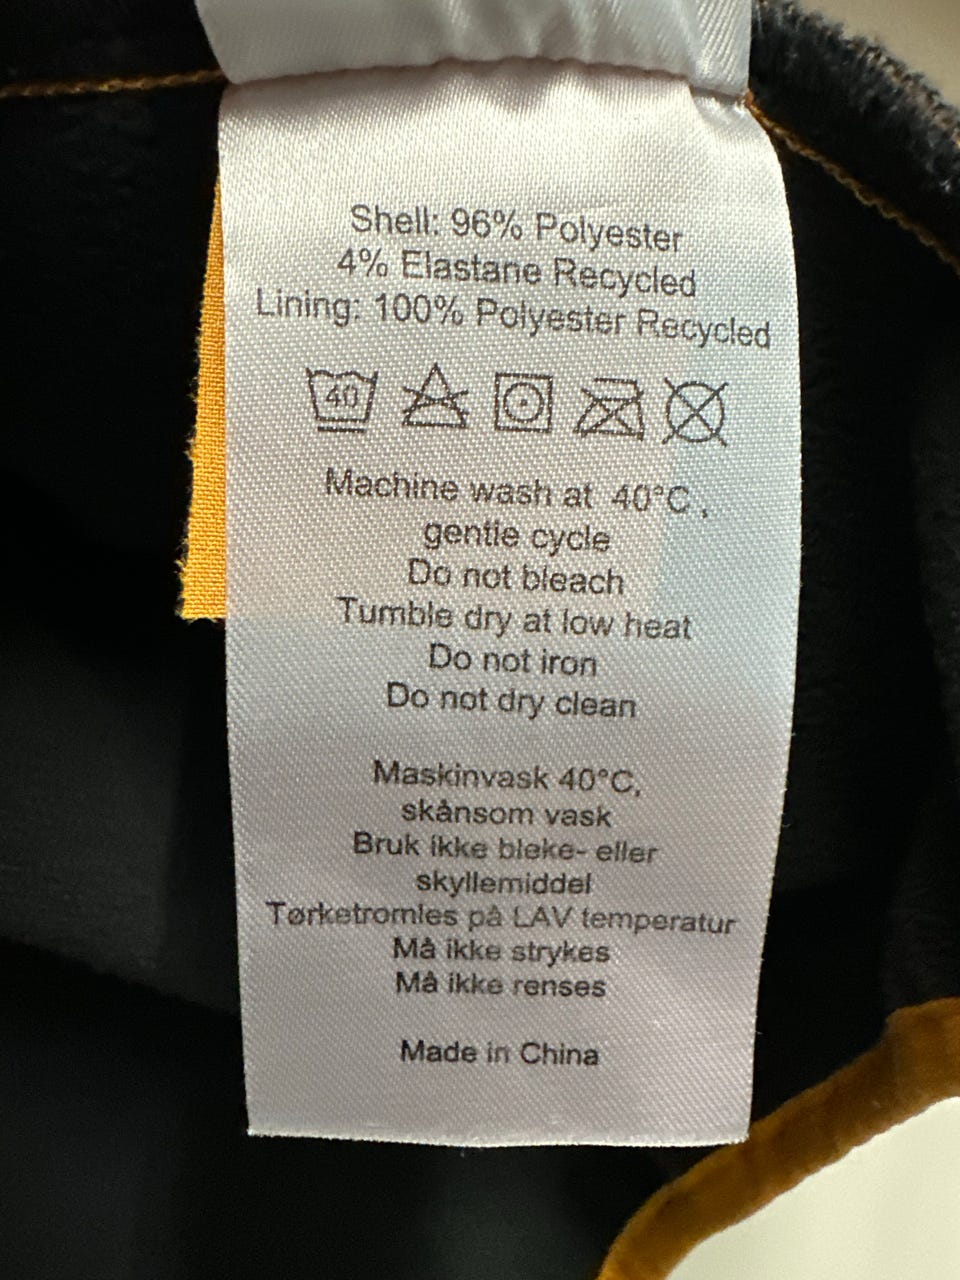 Shell: 96% Polyester
4% Elastane Recycled
Lining: 100% Polyester Recycled
40
Machine wash at 40°C,
gentle cycle
Do not bleach
Tumble dry at low heat
Do not iron
Do not dry clean
Maskinvask 40°C,
skånsom vask
Bruk ikke bleke- eller
skyllemiddel
Tørketromles på LAV temperatur
Må ikke strykes
Må ikke renses
Made in China